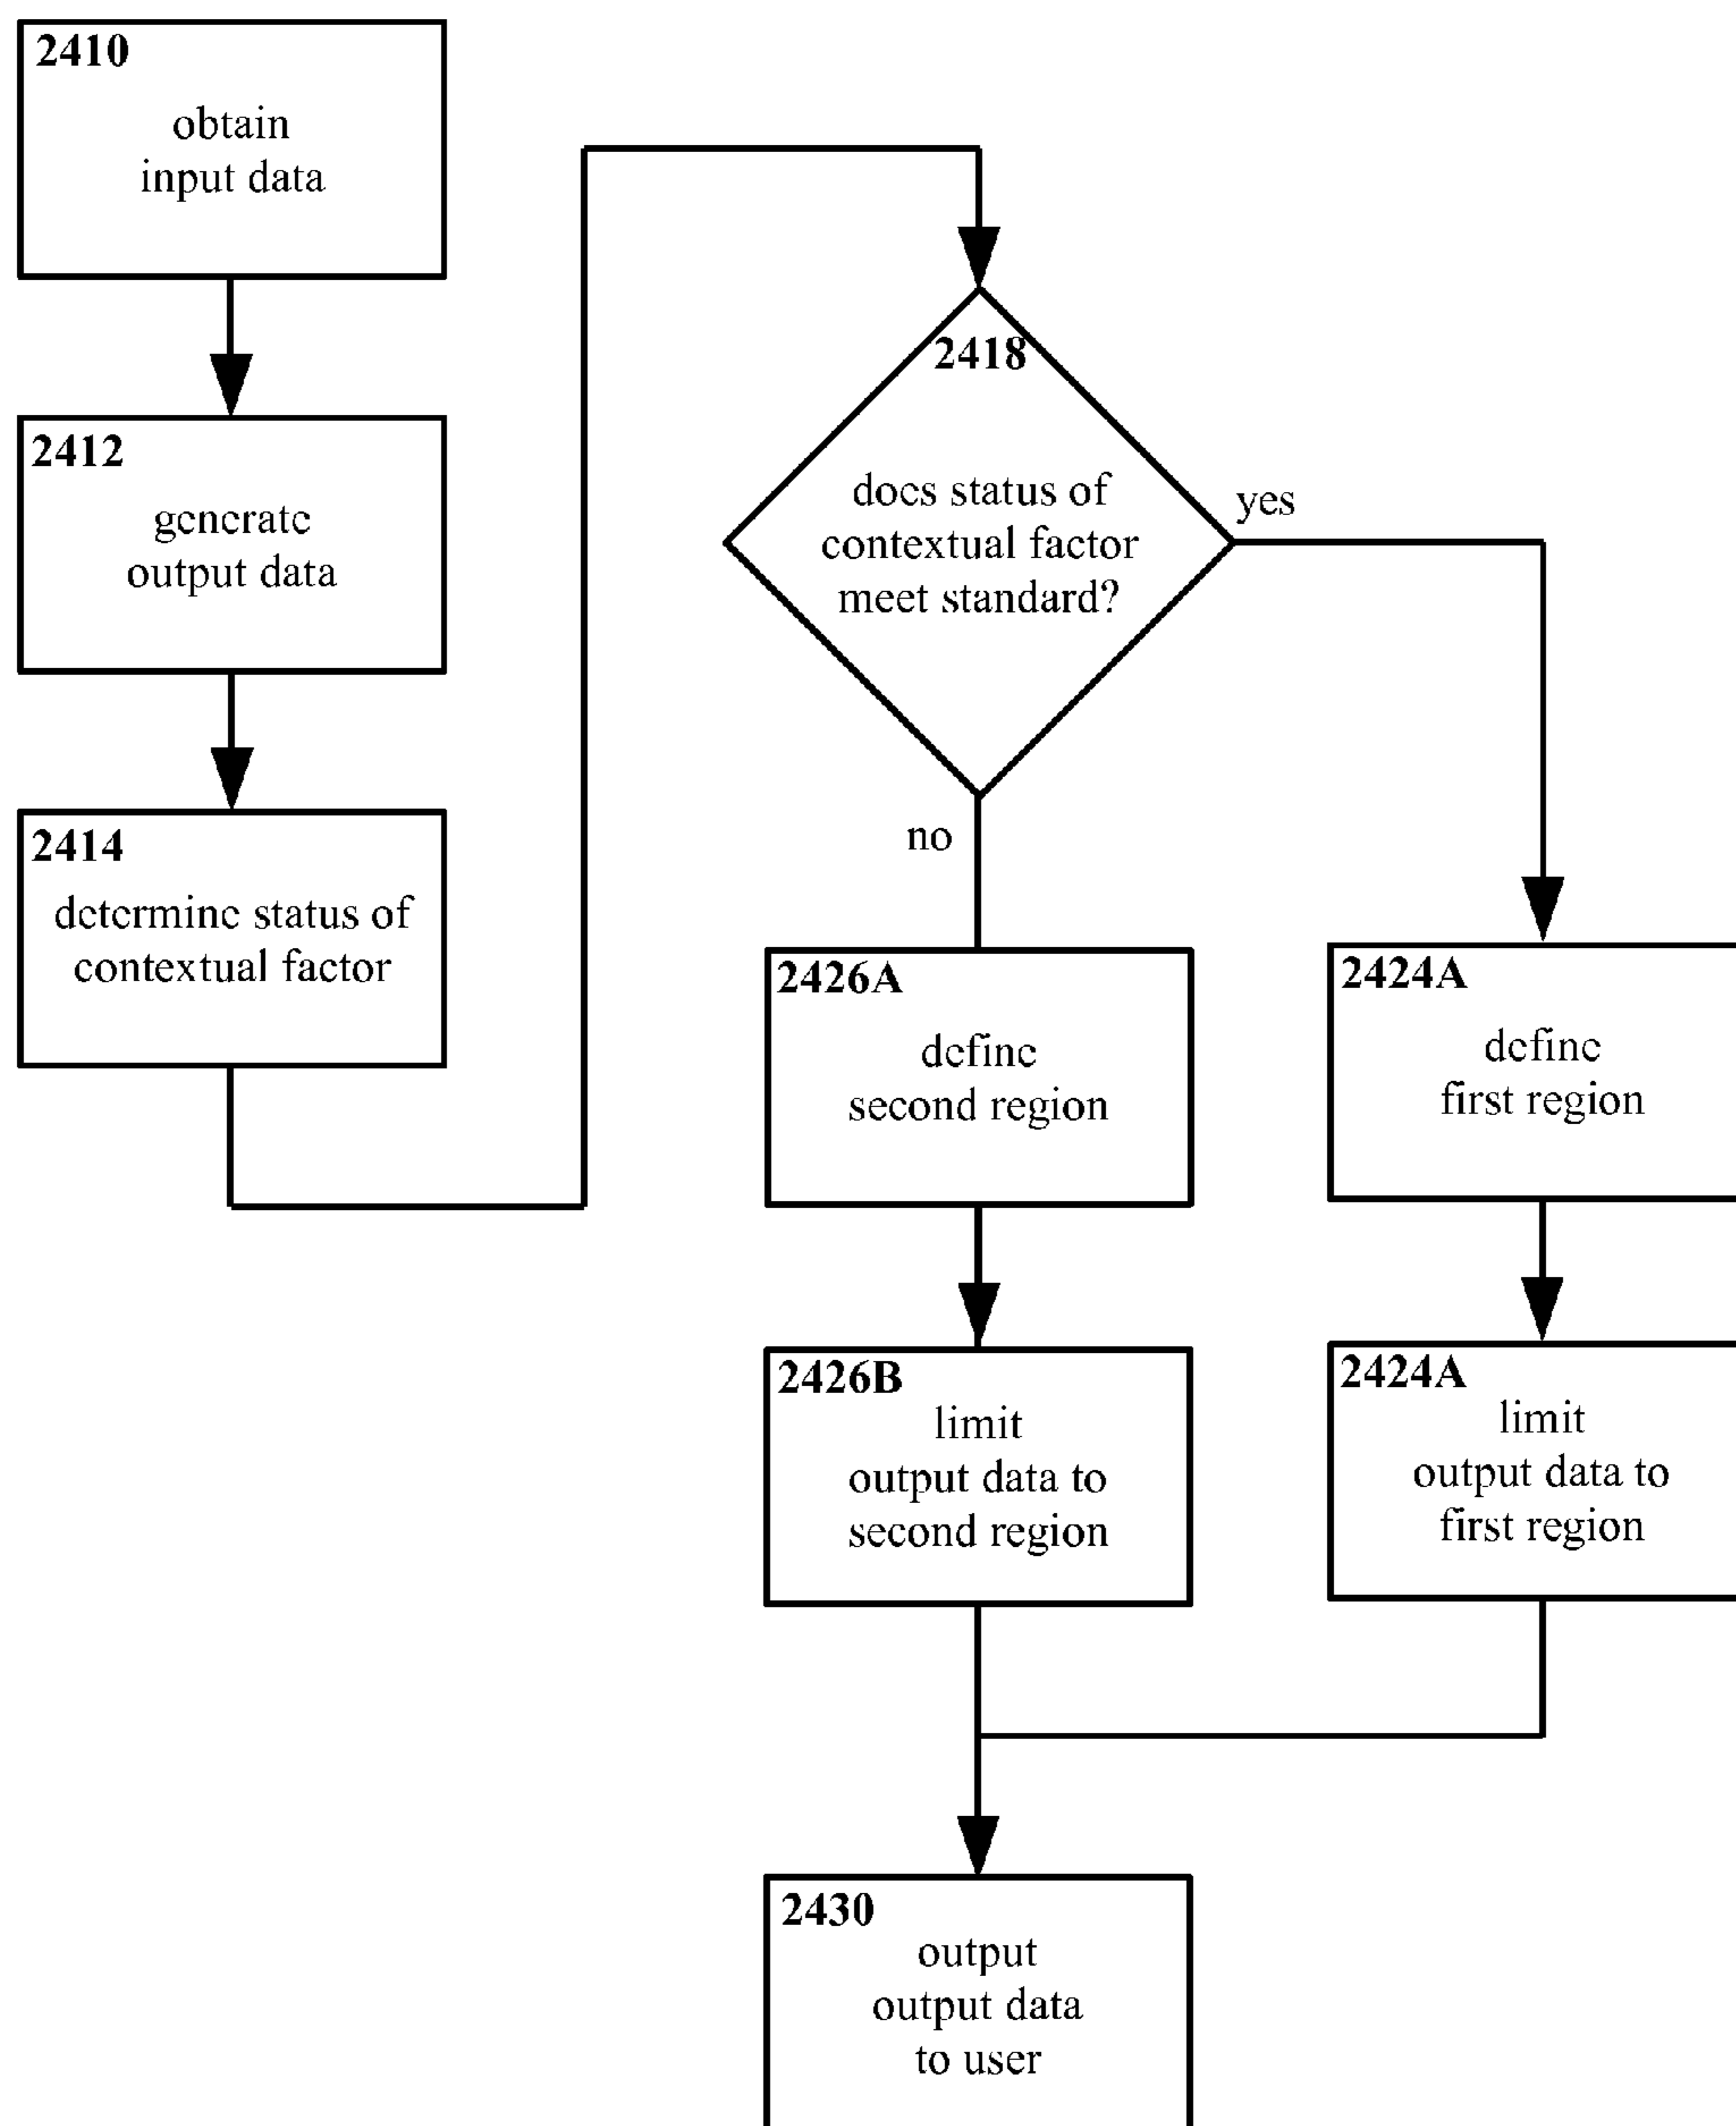 2410
obtain
input data
2412
generate
output data
2414
determine status of
contextual factor
2418
does status of
contextual factor
meet standard?
yes
no
2426A
define
second region
2424A
define
first region
2426B
limit
output data to
second region
2424A
limit
output data to
first region
2430
output
output data
to user